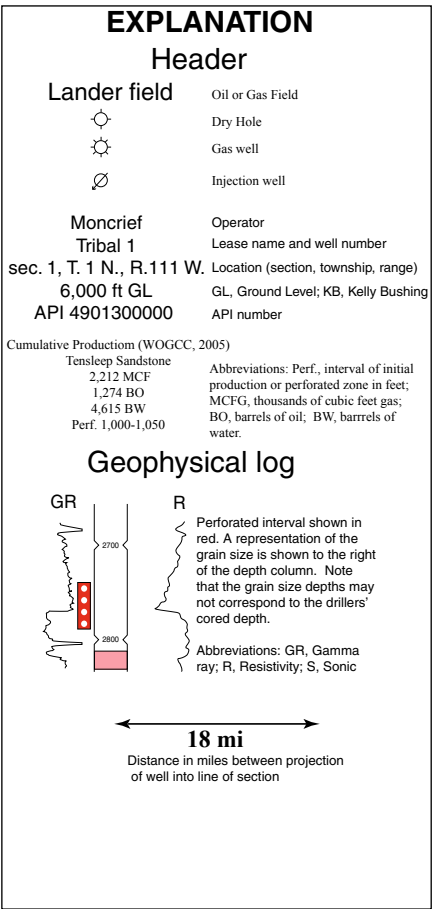 EXPLANATION
Header
Lander field Oil or Gas Field
Dry Hole
Gas well
Injection well
Moncrief Operator
Tribal 1 Lease name and well number
sec. 1, T. 1 N., R.111 W. Location (section, township, range)
6,000 ft GL GL, Ground Level; KB, Kelly Bushing
API 4901300000 API number
Cumulative Productiom (WOGCC, 2005)
Tensleep Sandstone
2,212 MCF
1,274 BO
4,615 BW
Perf. 1,000-1,050
Abbreviations: Perf., interval of initial
production or perforated zone in feet;
MCFG, thousands of cubic feet gas;
BO, barrels of oil; BW, barrrels of
water.
Geophysical log
GR R
2700
2800
Perforated interval shown in
red. A representation of the
grain size is shown to the right
of the depth column. Note
that the grain size depths may
not correspond to the drillers'
cored depth.
Abbreviations: GR, Gamma
ray; R, Resistivity; S, Sonic
18 mi
Distance in miles between projection
of well into line of section